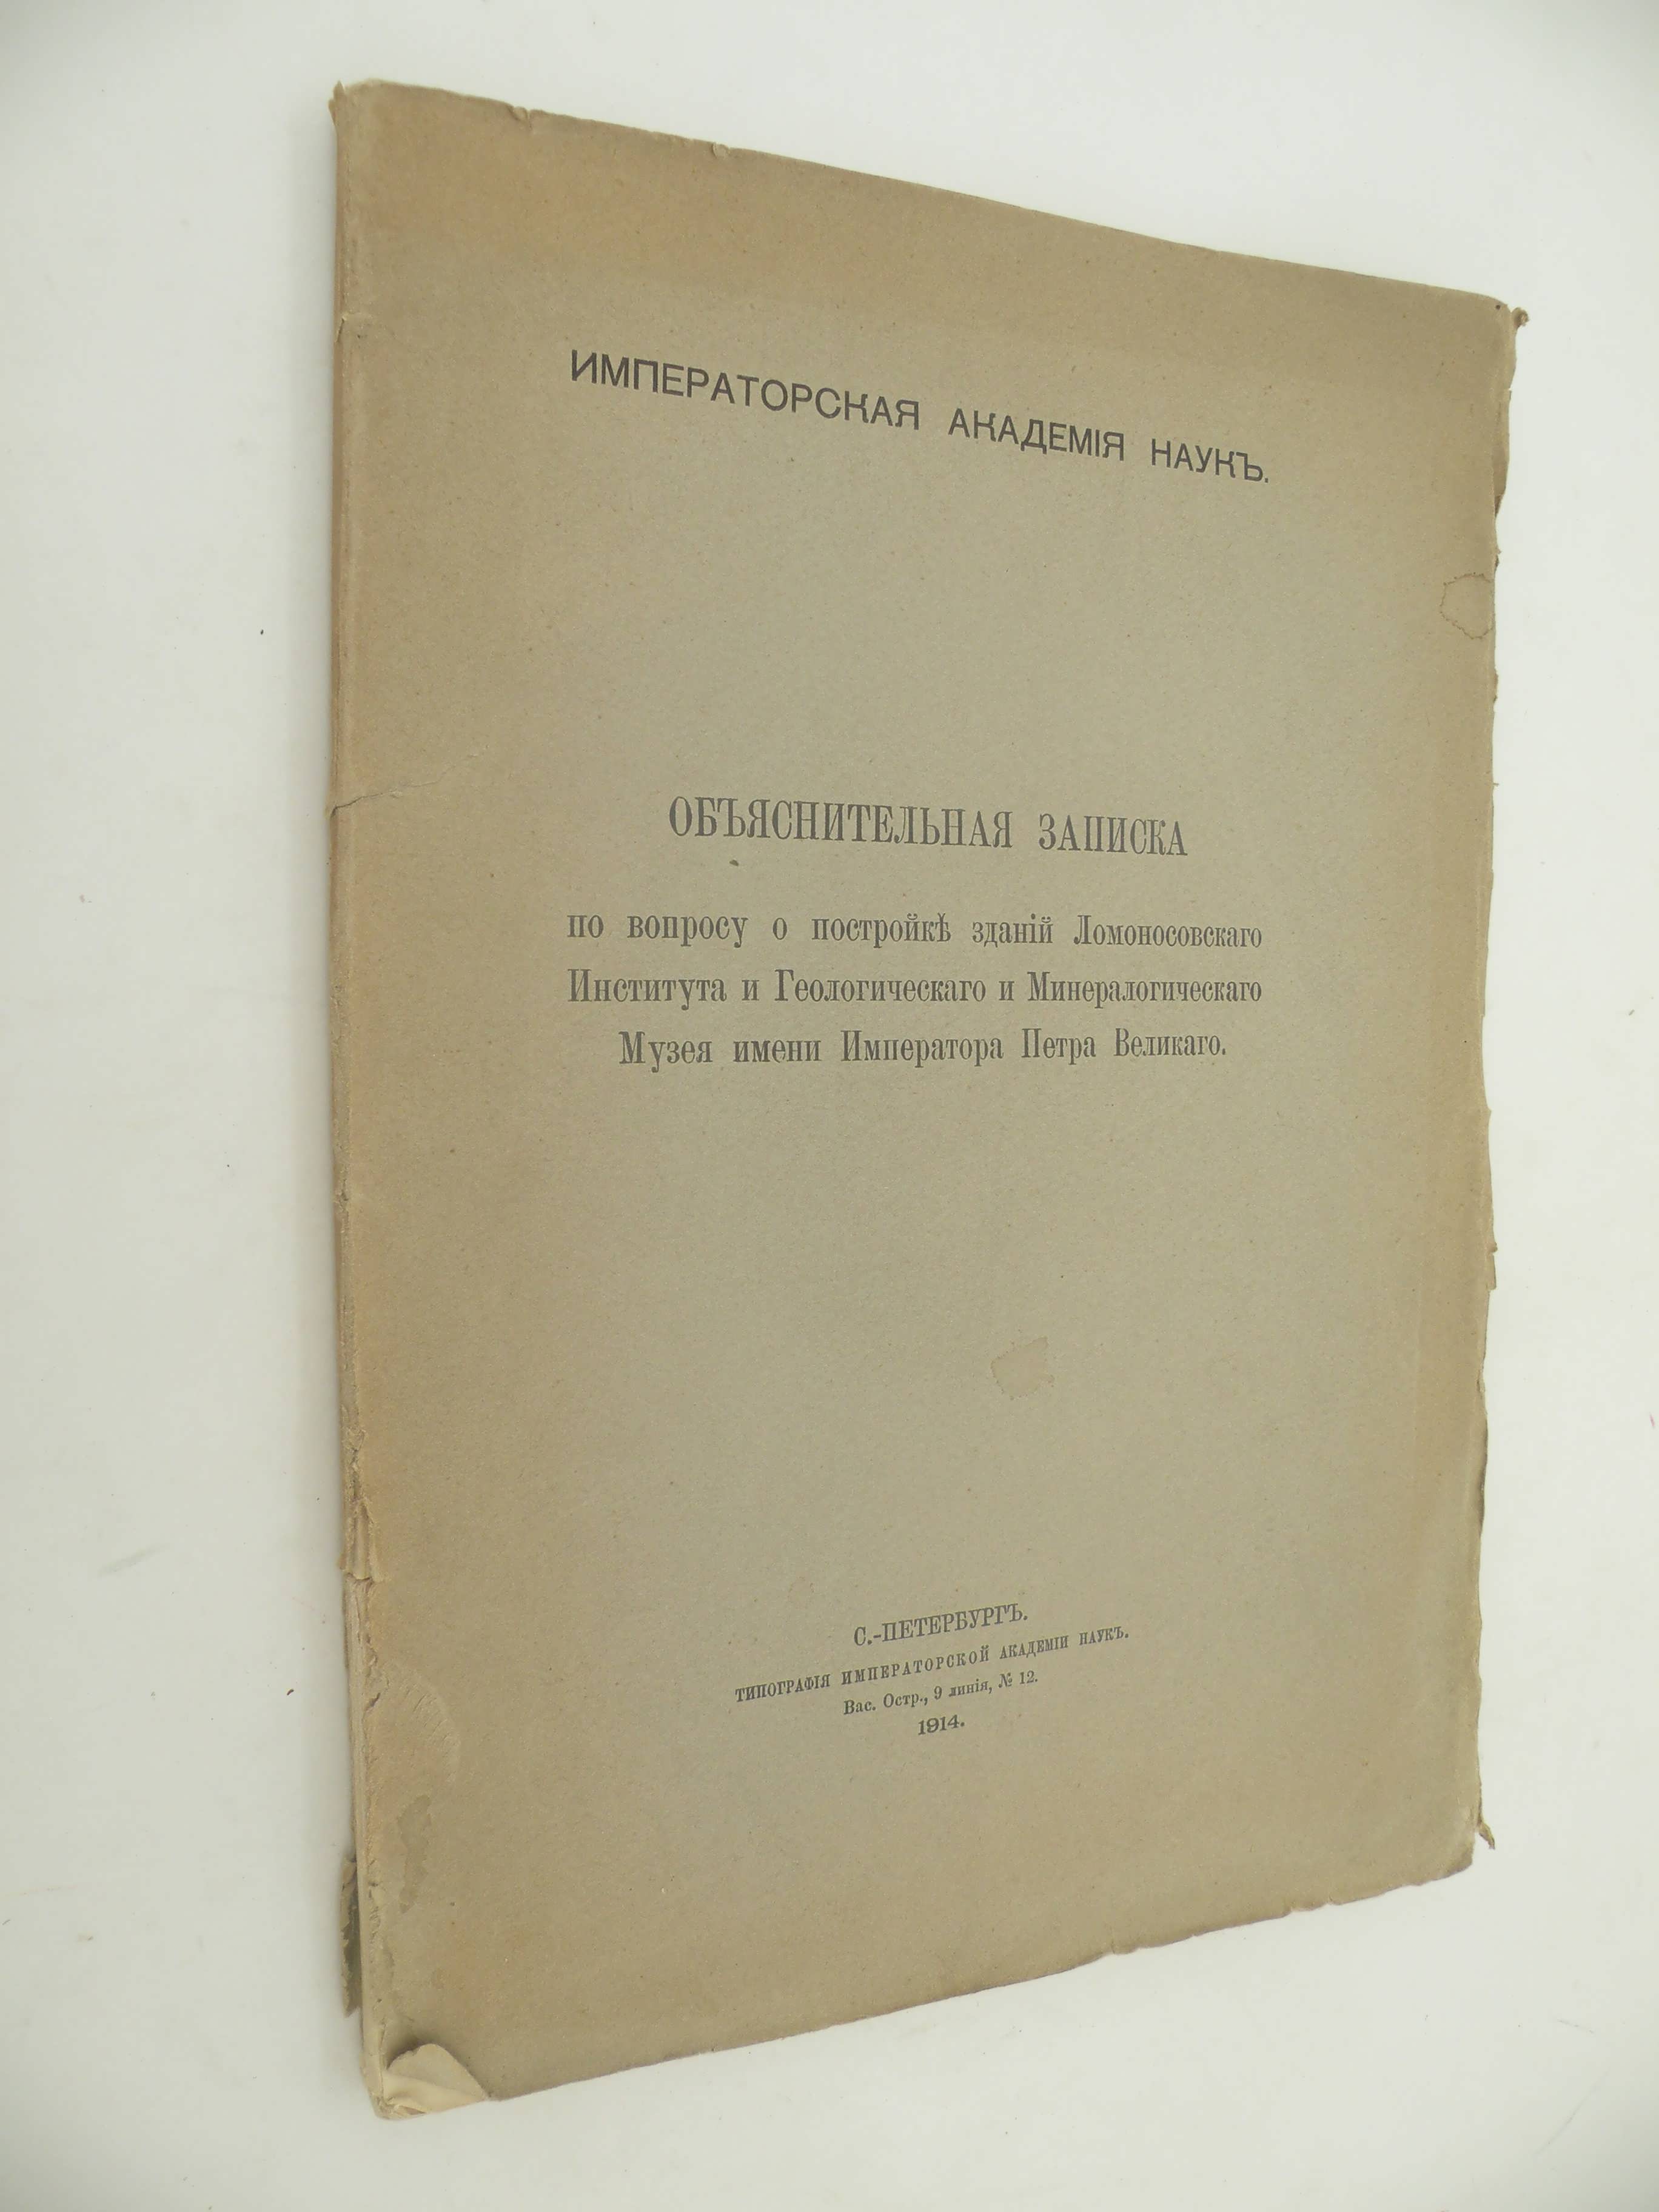 ИМПЕРАТОРСКАЯ АКАДЕМІЯ НАУКЪ.
ОБЪЯСНИТЕЛЬНАЯ ЗАПИСКА
по вопросу о постройкѣ зданій Ломоносовскаго
Института и Геологическаго и Минералогическаго
Музея имени Императора Петра Великаго.
С.-ПЕТЕРБУРГЪ.
ТИПОГРАФІЯ ИМПЕРАТОРСКОЙ АКАДЕМІИ НАУКЪ.
Вас. Остр., 9 линія, № 12.
1914.